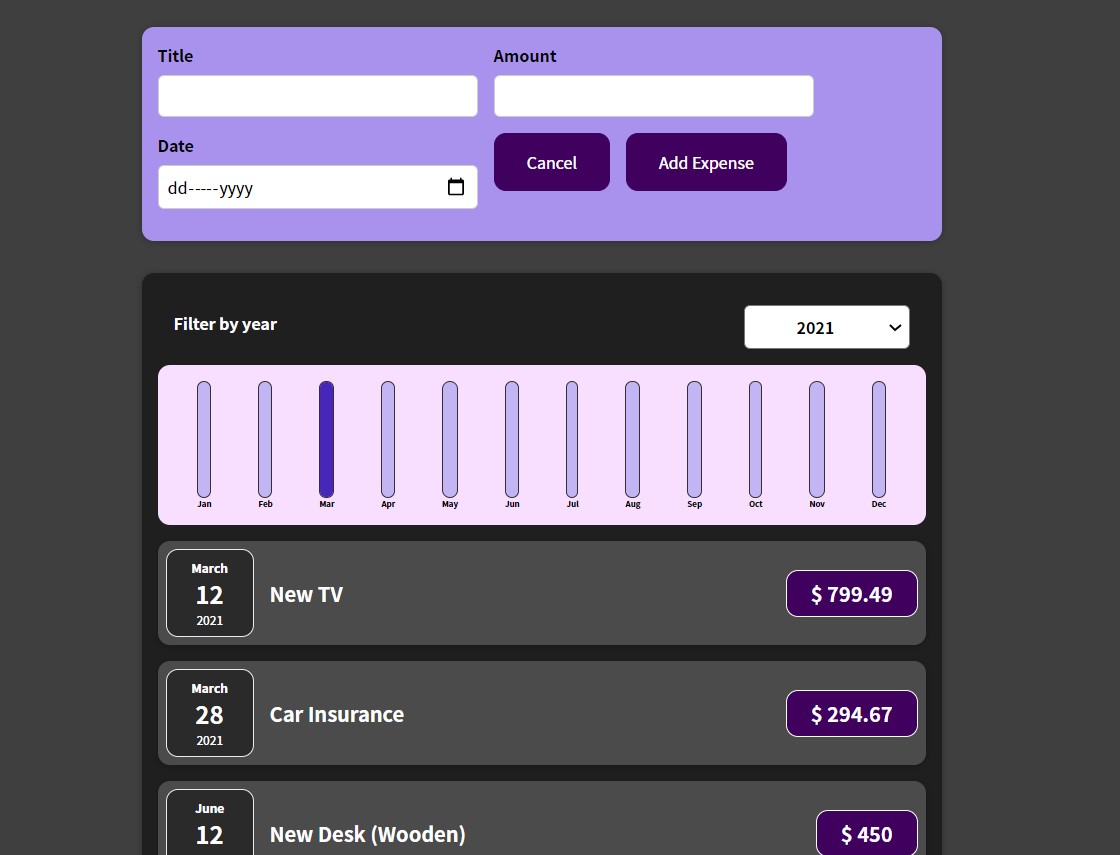 Title Amount
Date
Cancel Add Expense
dd-----yyyy
Filter by year
2021
Jan Feb Mar Apr May Jun Jul Aug Sep Oct Nov Dec
March
12
2021
New TV
$ 799.49
March
28
2021
Car Insurance
$ 294.67
June
12
New Desk (Wooden)
$ 450